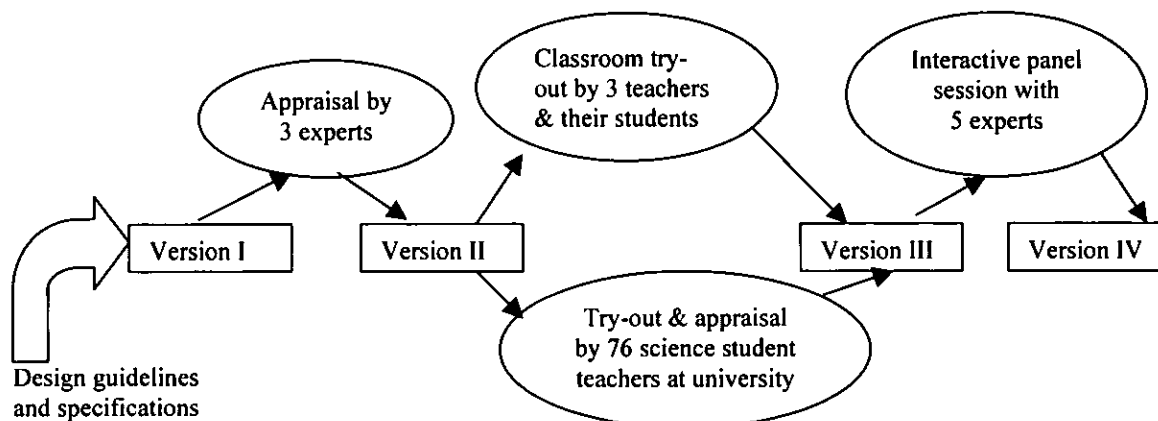 Appraisal by
3 experts
Classroom try-
out by 3 teachers
& their students
Interactive panel
session with
5 experts
Version I
Version II
Version III
Version IV
Try-out & appraisal
by 76 science student
teachers at university
Design guidelines
and specifications